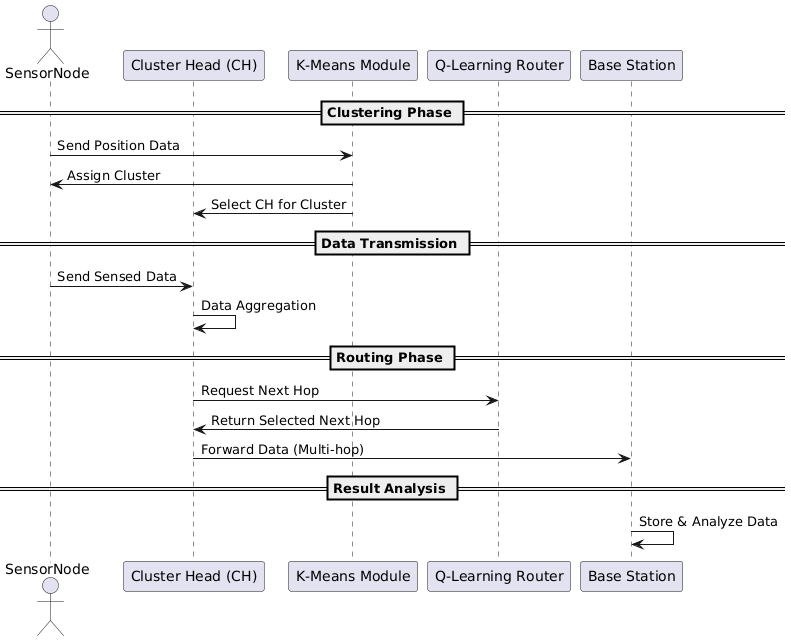 SensorNode
Cluster Head (CH)
K-Means Module
Q-Learning Router
Base Station
Clustering Phase
Send Position Data
Assign Cluster
Select CH for Cluster
Data Transmission
Send Sensed Data
Data Aggregation
Routing Phase
Request Next Hop
Return Selected Next Hop
Forward Data (Multi-hop)
Result Analysis
Store & Analyze Data
SensorNode
Cluster Head (CH)
K-Means Module
Q-Learning Router
Base Station